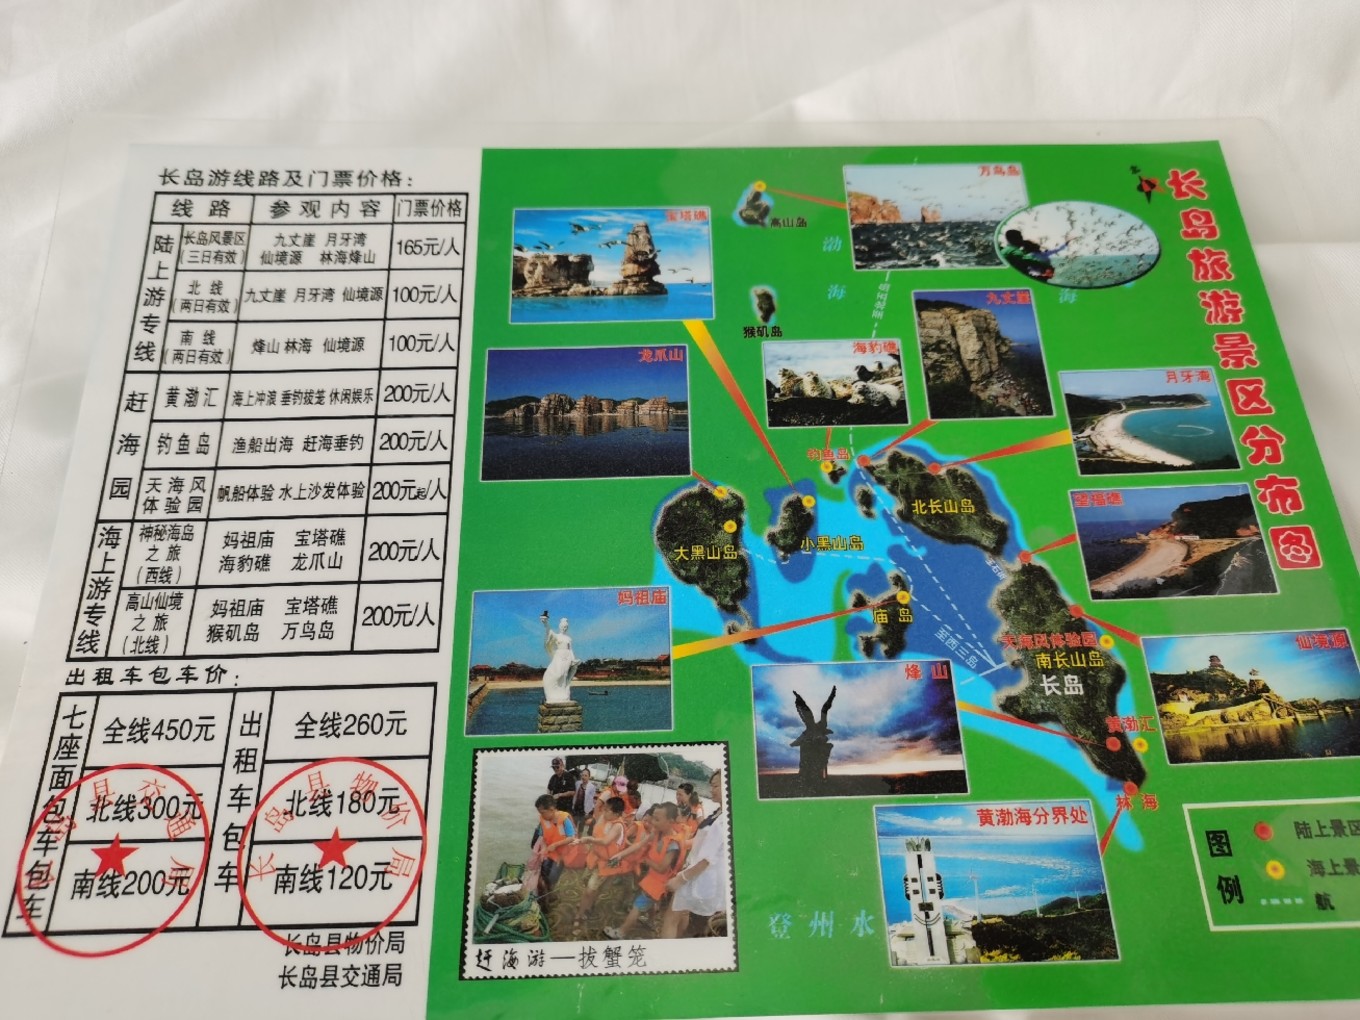 长岛游线路及门票价格：
线路 参观内容 门票价格
陆上游专线
长岛风景区
（三日有效）
九丈崖 月牙湾
仙境源 林海烽山
165元/人
北线
（两日有效）
九丈崖 月牙湾 仙境源
100元/人
南线
（两日有效）
烽山 林海 仙境源
100元/人
赶海园
黄渤汇
海上冲浪 垂钓拔笼 休闲娱乐
200元/人
钓鱼岛
渔船出海 赶海垂钓
200元/人
天海风
体验园
帆船体验 水上沙发体验
200元起/人
海上游专线
神秘海岛
之旅
（西线）
妈祖庙 宝塔礁
海豹礁 龙爪山
200元/人
高山仙境
之旅
（北线）
妈祖庙 宝塔礁
猴矶岛 万鸟岛
200元/人
出租车包车价：
七座面包车包车
全线450元
北线300元
南线200元
出租车包车
全线260元
北线180元
南线120元
长岛县物价局
长岛县交通局
长岛县物价局
长岛旅游景区分布图
北
万鸟岛
宝塔礁
高山岛
渤
海
海
猴矶岛
九丈崖
海豹礁
龙爪山
月牙湾
钓鱼岛
望福礁
北长山岛
大黑山岛
小黑山岛
妈祖庙
庙岛
至西三岛
天海风体验园
南长山岛
长岛
仙境源
烽山
黄渤汇
林海
黄渤海分界处
登州水
赶海游—拔蟹笼
图例
陆上景区
海上景
航